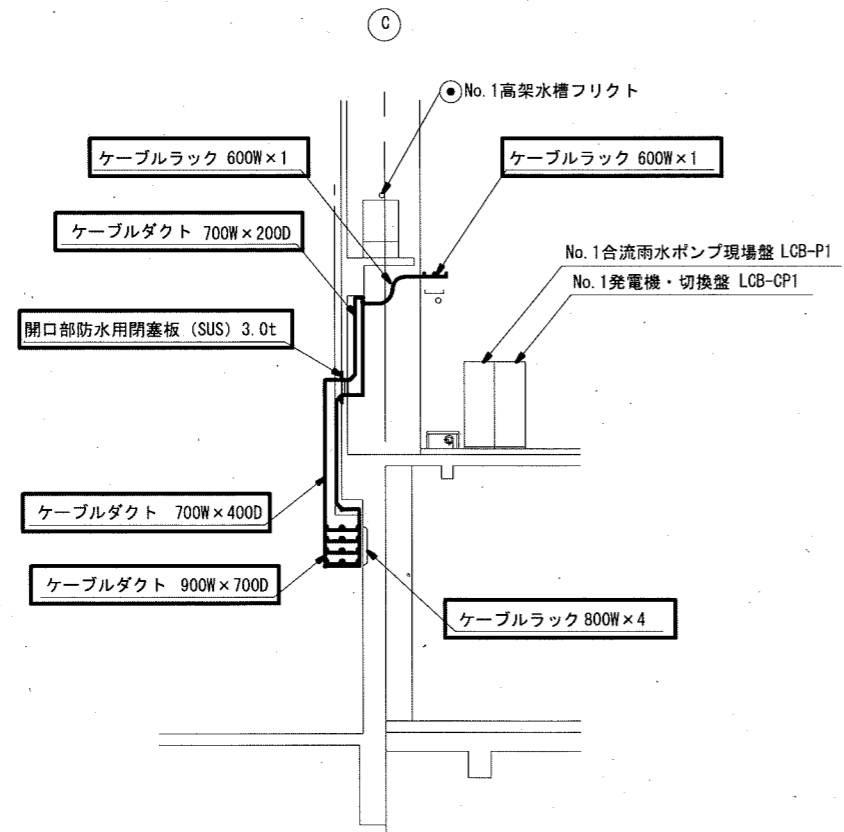 C
No.1高架水槽フリクト
ケーブルラック 600W×1
ケーブルラック 600W×1
ケーブルダクト 700W×200D
No.1合流雨水ポンプ現場盤 LCB-P1
No.1発電機・切換盤 LCB-CP1
開口部防水用閉塞板（SUS）3.0t
ケーブルダクト 700W×400D
ケーブルダクト 900W×700D
ケーブルラック 800W×4